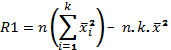 R1 = n(∑_{i=1}^{k} x̄_i^2) − n.k.x̄^2